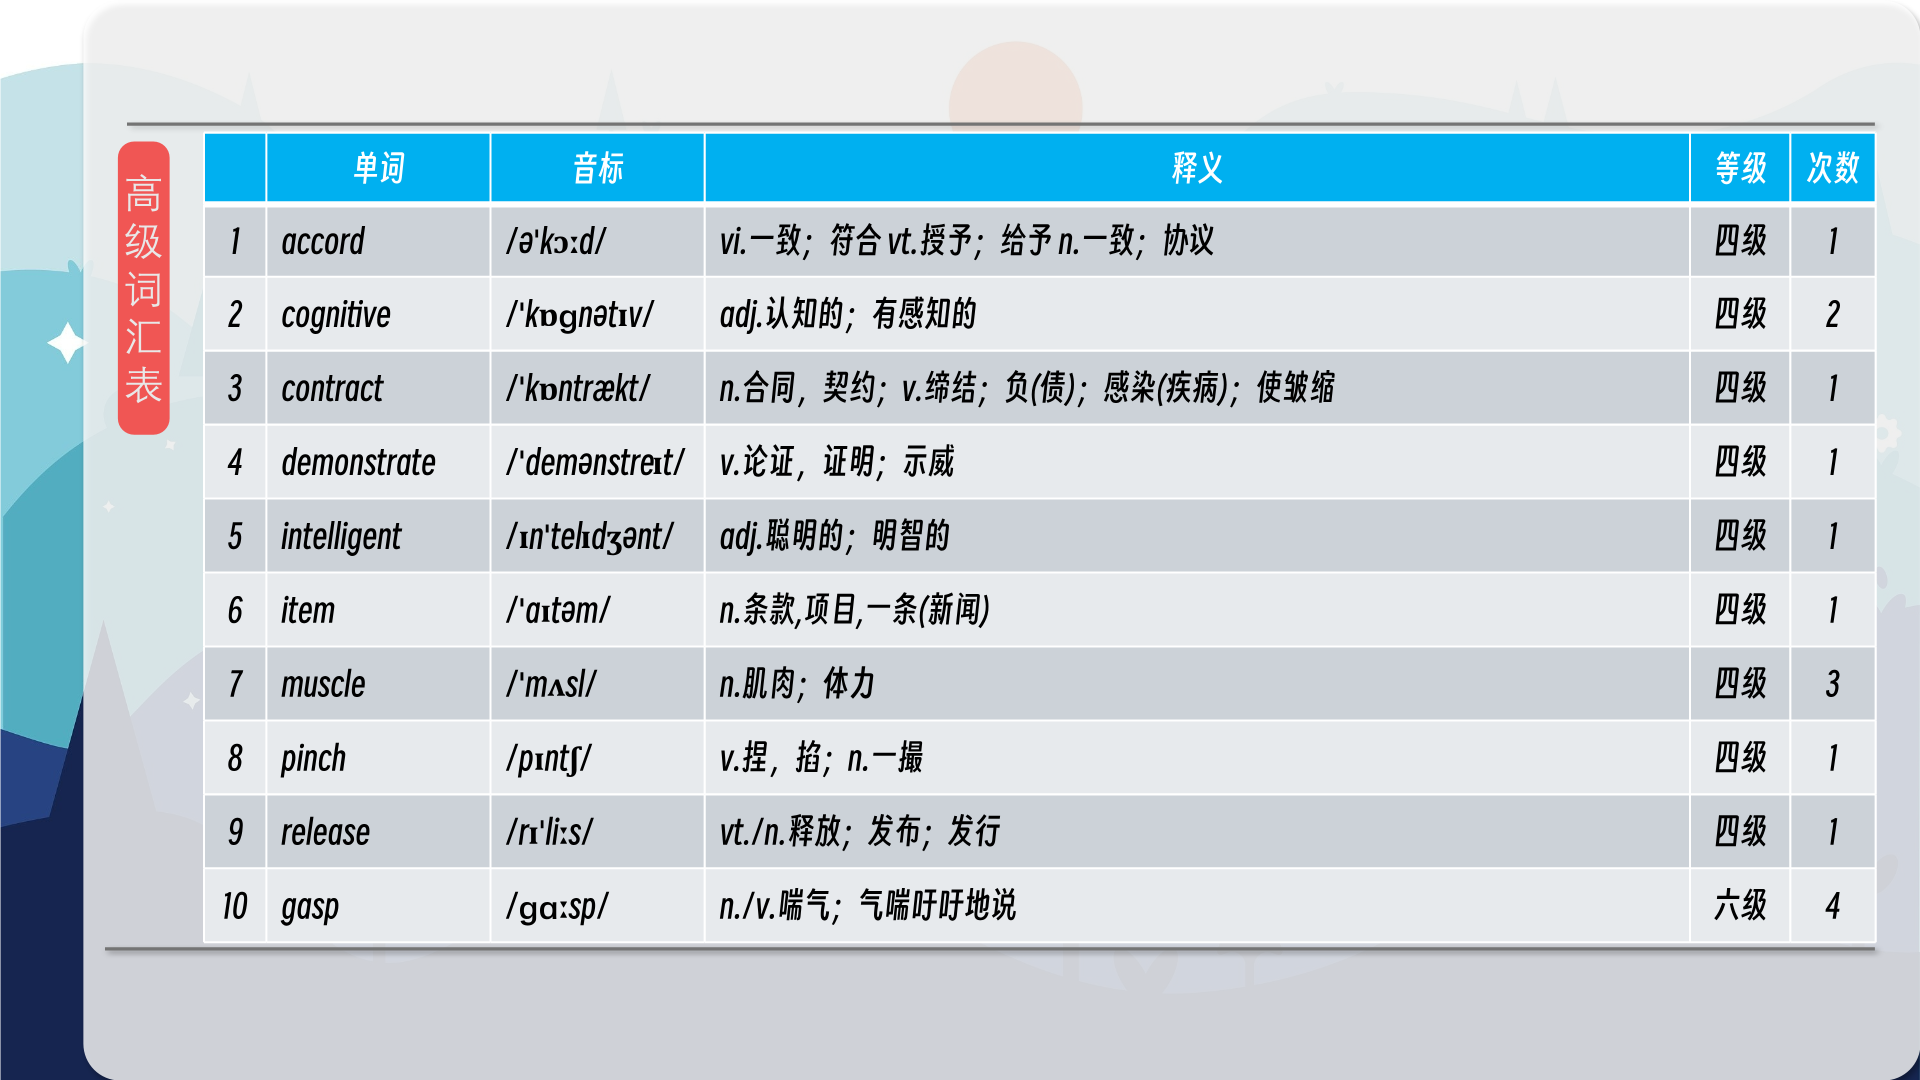 高级词汇表
单词 音标 释义 等级 次数
1 accord /ə'kɔːd/ vi.一致；符合 vt.授予；给予 n.一致；协议 四级 1
2 cognitive /'kɒgnətɪv/ adj.认知的；有感知的 四级 2
3 contract /'kɒntrækt/ n.合同，契约；v.缔结；负(债)；感染(疾病)；使皱缩 四级 1
4 demonstrate /'demənstreɪt/ v.论证，证明；示威 四级 1
5 intelligent /ɪn'telɪdʒənt/ adj.聪明的；明智的 四级 1
6 item /'aɪtəm/ n.条款,项目,一条(新闻) 四级 1
7 muscle /'mʌsl/ n.肌肉；体力 四级 3
8 pinch /pɪntʃ/ v.捏，掐；n.一撮 四级 1
9 release /rɪ'liːs/ vt./n.释放；发布；发行 四级 1
10 gasp /gɑːsp/ n./v.喘气；气喘吁吁地说 六级 4